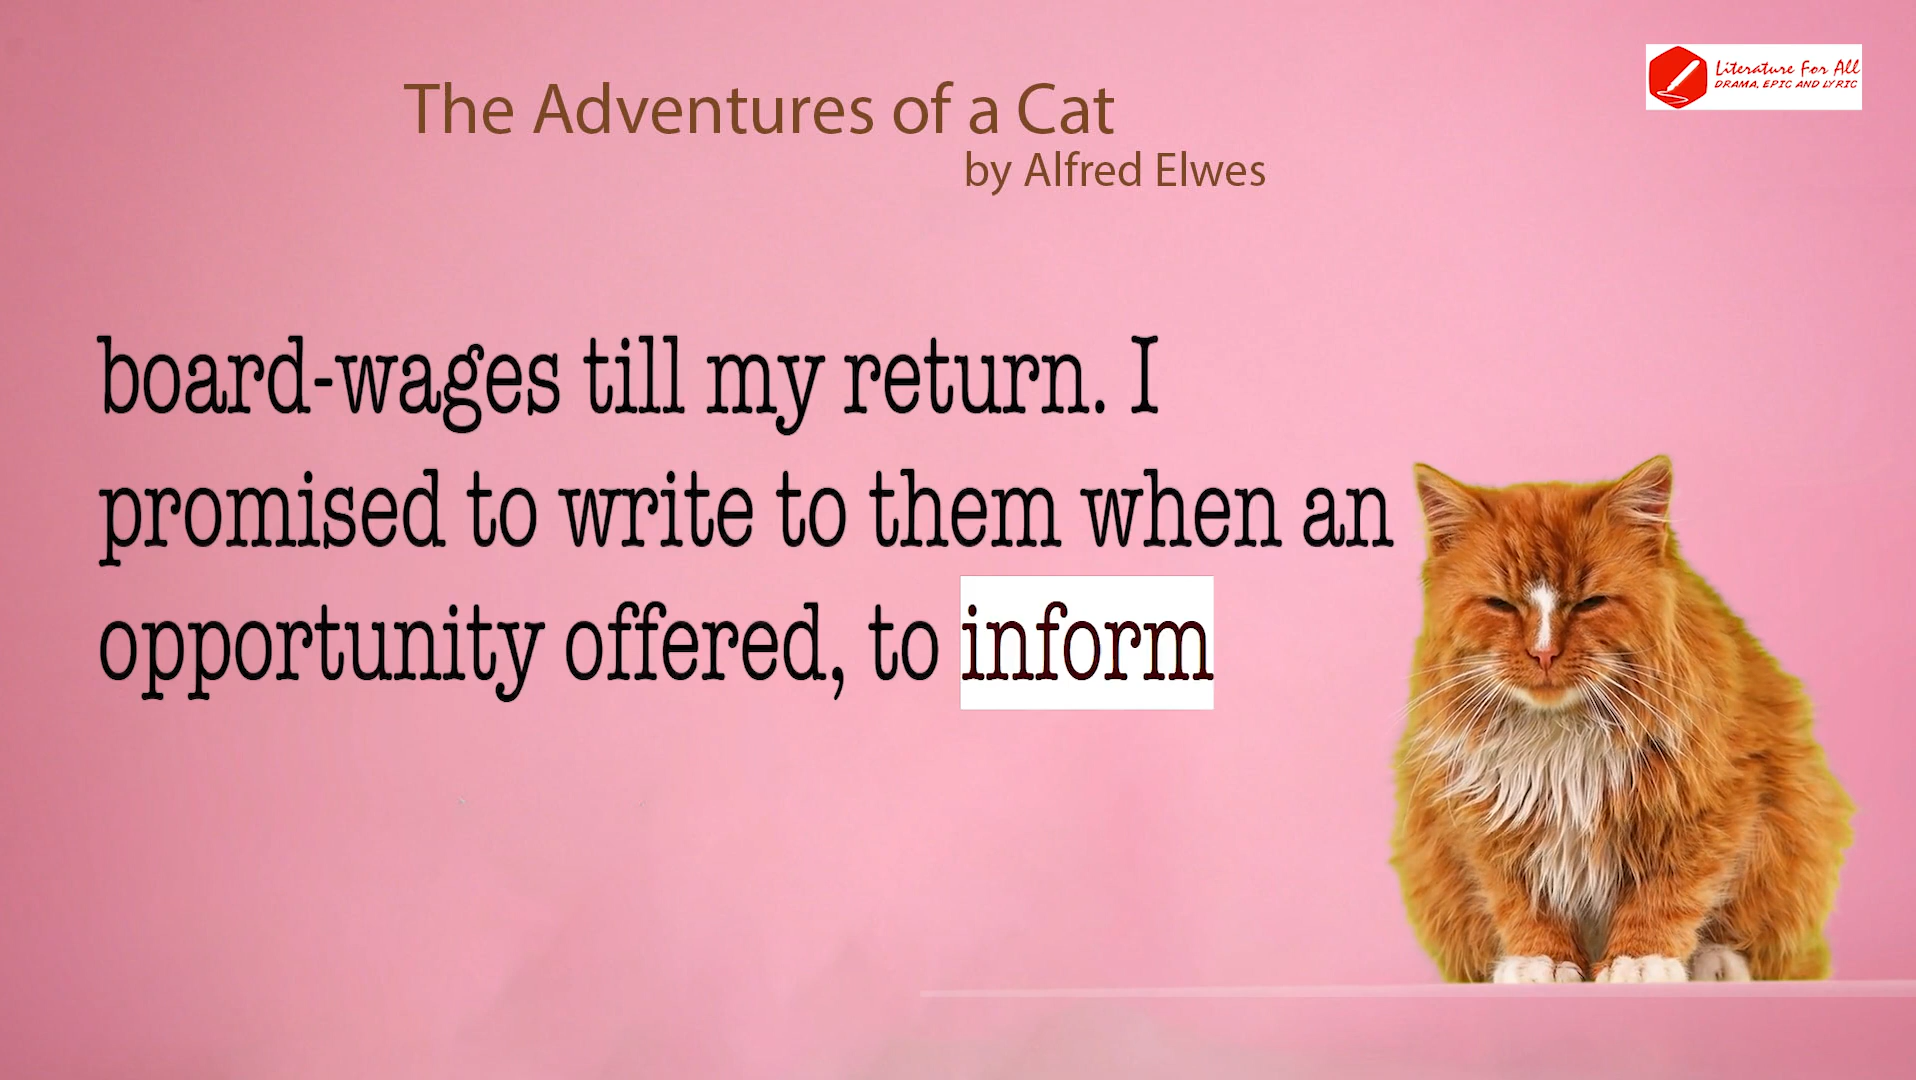 The Adventures of a Cat
by Alfred Elwes
Literature For All
DRAMA, EPIC AND LYRIC
board-wages till my return. I
promised to write to them when an
opportunity offered, to inform